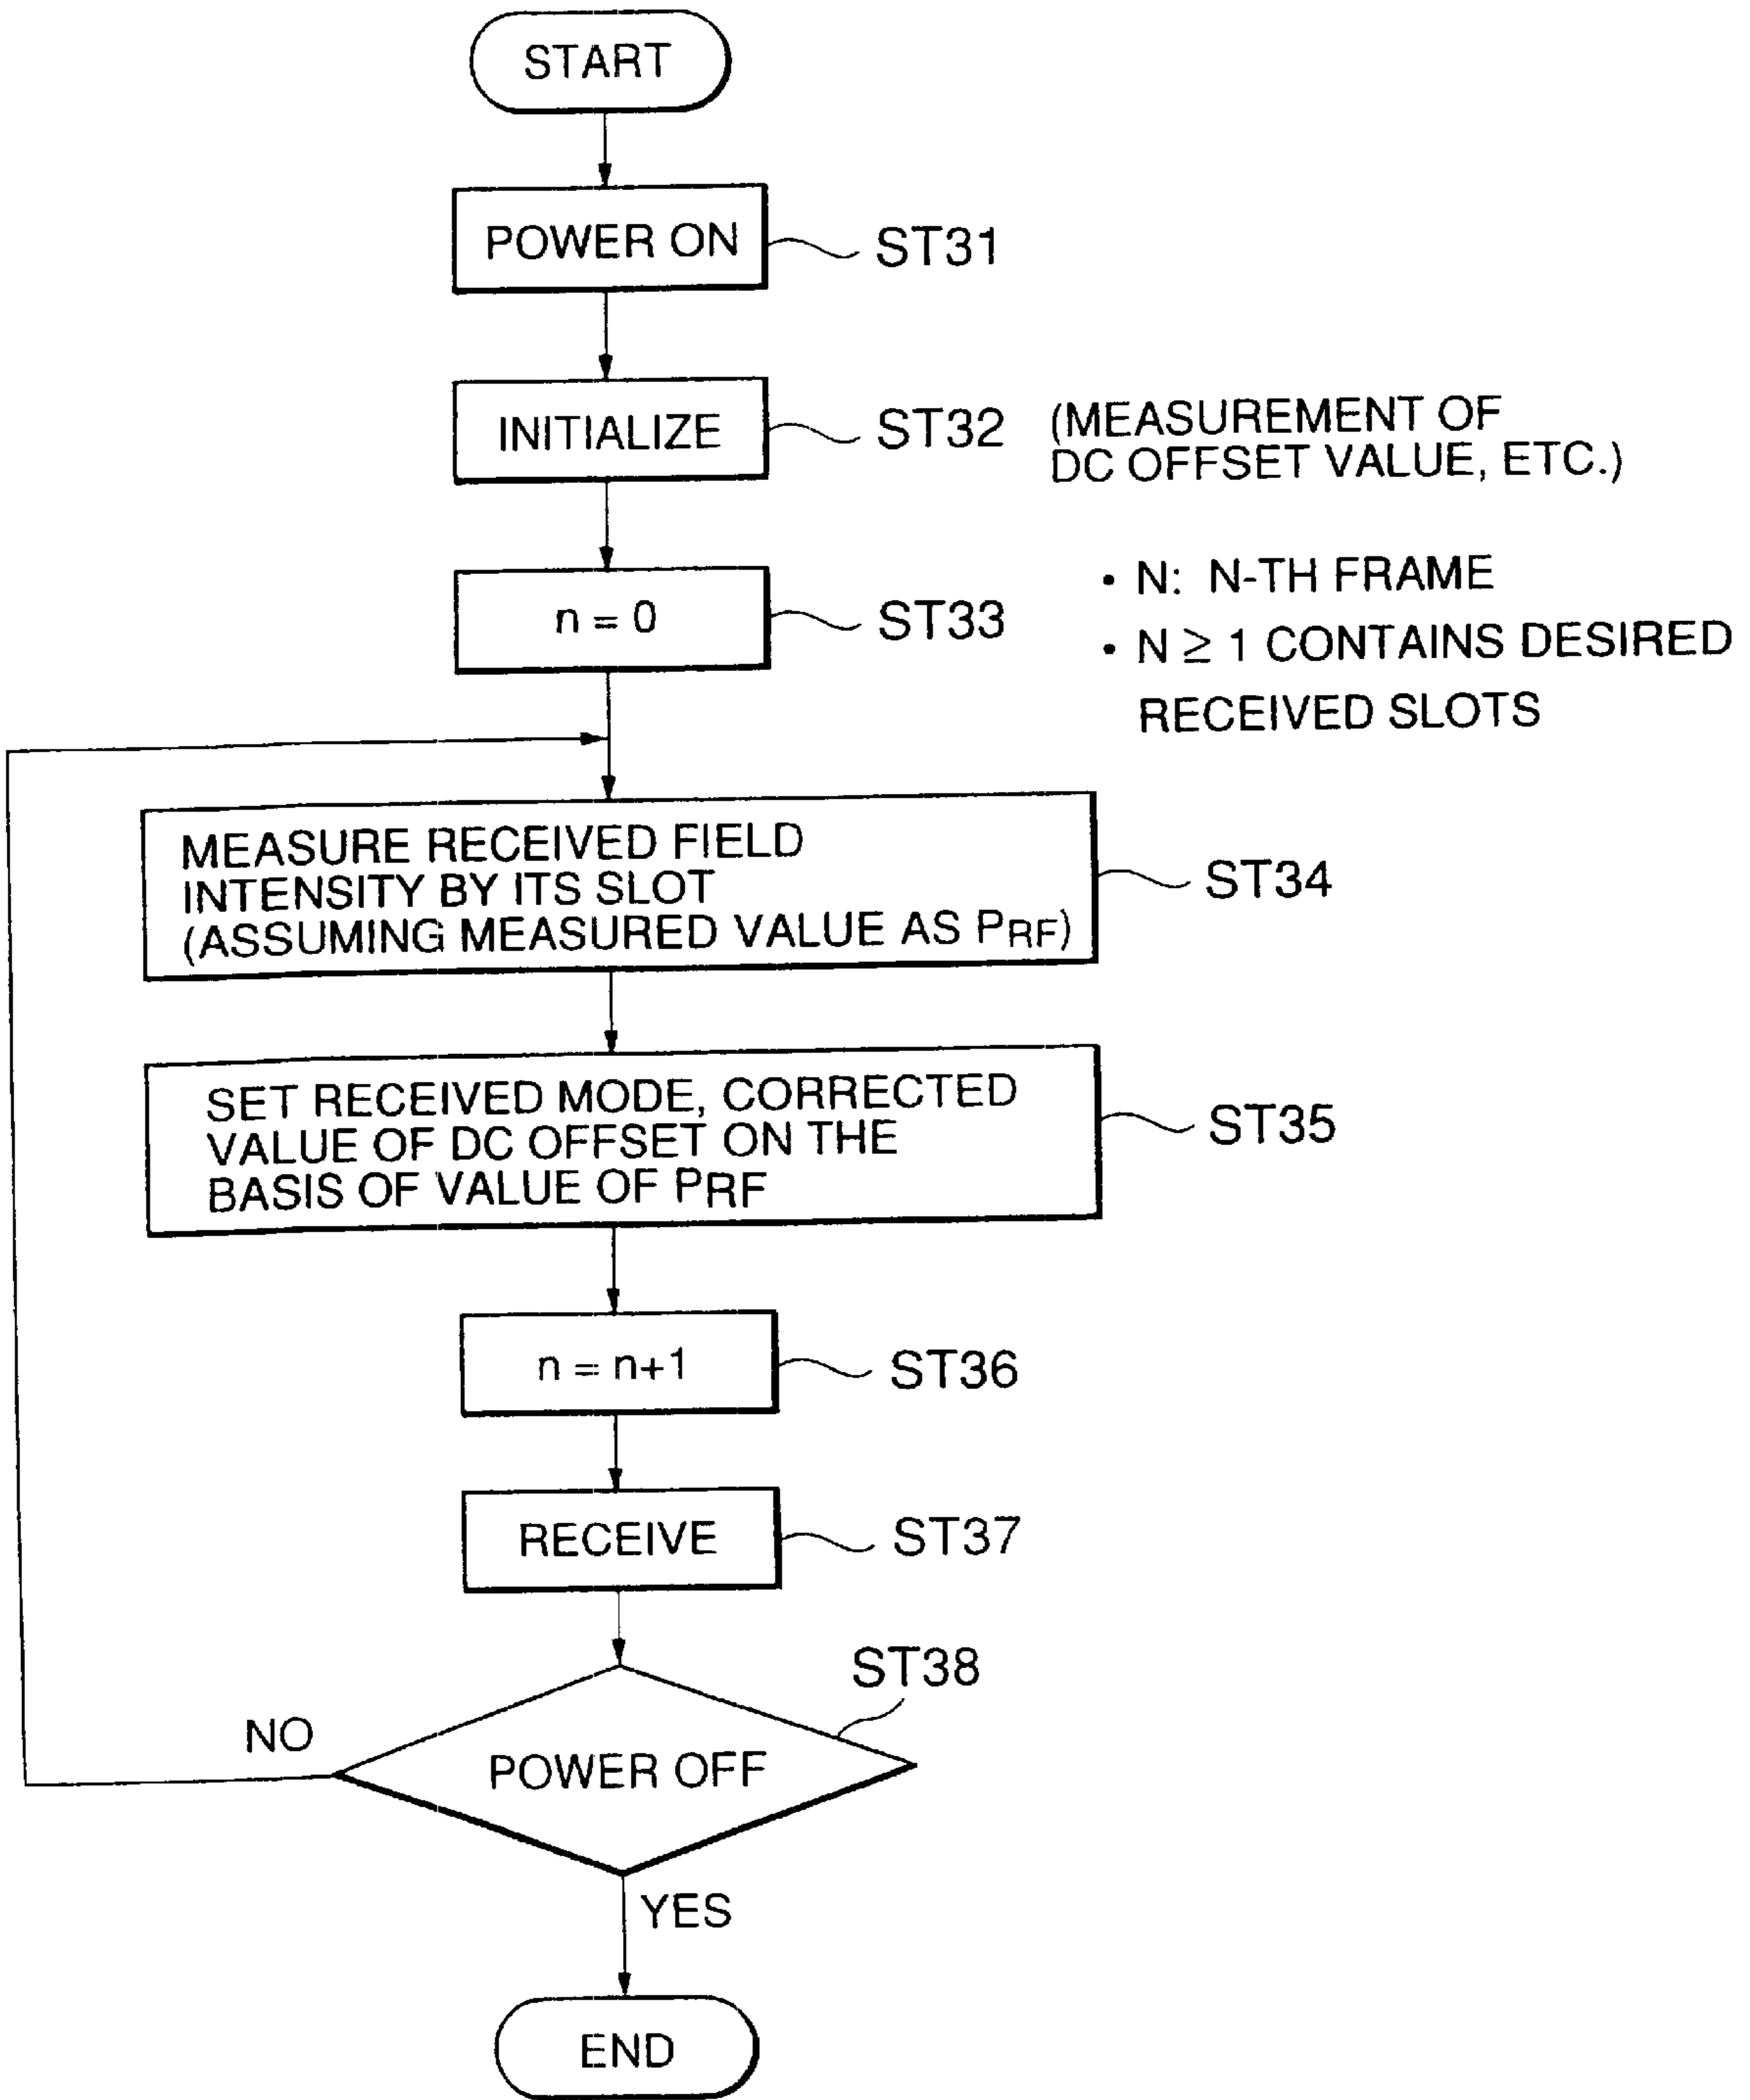 START
POWER ON
ST31
INITIALIZE
ST32
(MEASUREMENT OF
DC OFFSET VALUE, ETC.)
n = 0
ST33
• N: N-TH FRAME
• N ≥ 1 CONTAINS DESIRED
RECEIVED SLOTS
MEASURE RECEIVED FIELD
INTENSITY BY ITS SLOT
(ASSUMING MEASURED VALUE AS PRF)
ST34
SET RECEIVED MODE, CORRECTED
VALUE OF DC OFFSET ON THE
BASIS OF VALUE OF PRF
ST35
n = n+1
ST36
RECEIVE
ST37
ST38
NO
POWER OFF
YES
END